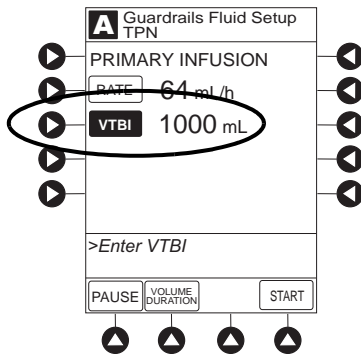 A Guardrails Fluid Setup
TPN
PRIMARY INFUSION
RATE 64 mL/h
VTBI 1000 mL
>Enter VTBI
PAUSE VOLUME DURATION START